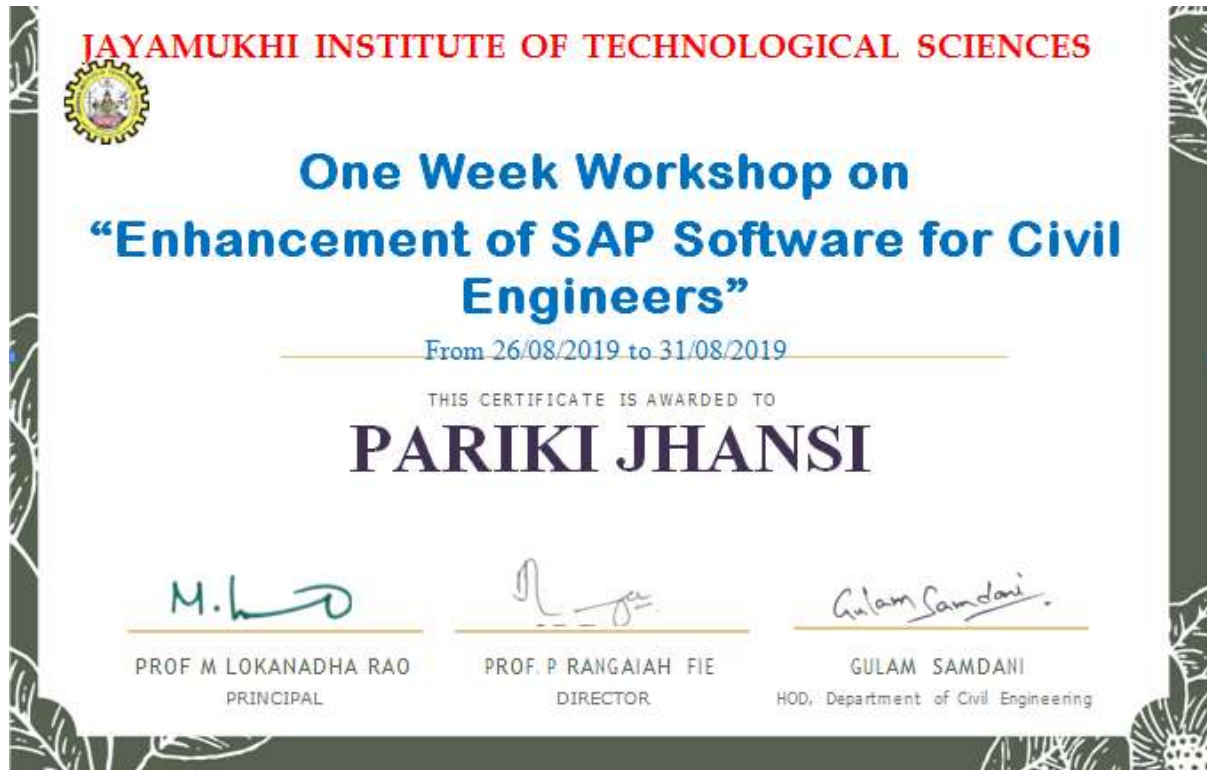 JAYAMUKHI INSTITUTE OF TECHNOLOGICAL SCIENCES
One Week Workshop on
“Enhancement of SAP Software for Civil
Engineers”
From 26/08/2019 to 31/08/2019
THIS CERTIFICATE IS AWARDED TO
PARIKI JHANSI
M.
Gulam Samdani.
PROF M LOKANADHA RAO
PROF. P RANGAIAH FIE
GULAM SAMDANI
PRINCIPAL
DIRECTOR
HOD, Department of Civil Engineering